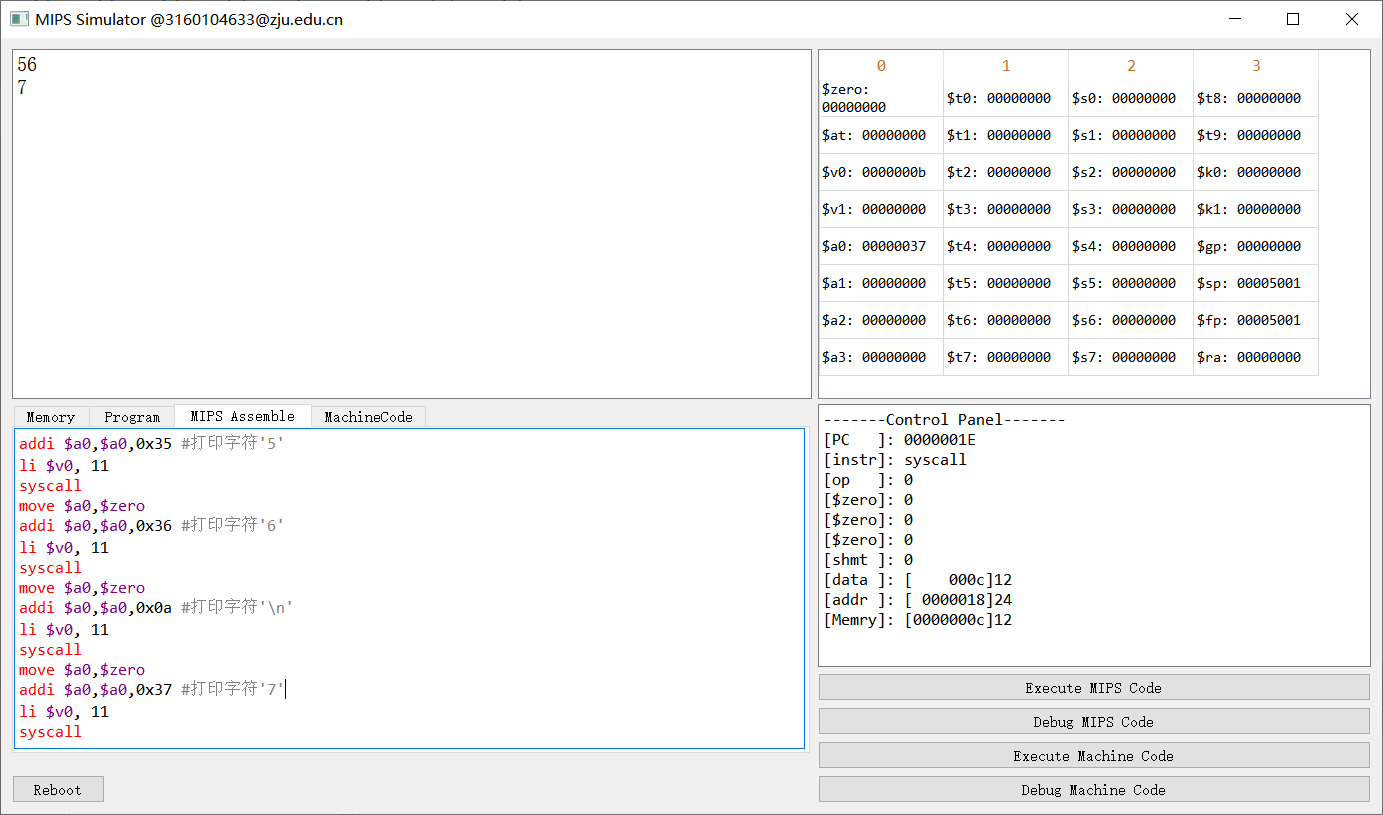 MIPS Simulator @3160104633@zju.edu.cn
56
7
0 1 2 3
$zero: 00000000 $t0: 00000000 $s0: 00000000 $t8: 00000000
$at: 00000000 $t1: 00000000 $s1: 00000000 $t9: 00000000
$v0: 0000000b $t2: 00000000 $s2: 00000000 $k0: 00000000
$v1: 00000000 $t3: 00000000 $s3: 00000000 $k1: 00000000
$a0: 00000037 $t4: 00000000 $s4: 00000000 $gp: 00000000
$a1: 00000000 $t5: 00000000 $s5: 00000000 $sp: 00005001
$a2: 00000000 $t6: 00000000 $s6: 00000000 $fp: 00005001
$a3: 00000000 $t7: 00000000 $s7: 00000000 $ra: 00000000
Memory Program MIPS Assemble MachineCode
addi $a0,$a0,0x35 #打印字符'5'
li $v0, 11
syscall
move $a0,$zero
addi $a0,$a0,0x36 #打印字符'6'
li $v0, 11
syscall
move $a0,$zero
addi $a0,$a0,0x0a #打印字符'\n'
li $v0, 11
syscall
move $a0,$zero
addi $a0,$a0,0x37 #打印字符'7'
li $v0, 11
syscall
Reboot
-------Control Panel-------
[PC   ]: 0000001E
[instr]: syscall
[op   ]: 0
[$zero]: 0
[$zero]: 0
[$zero]: 0
[shmt ]: 0
[data ]: [    000c]12
[addr ]: [ 0000018]24
[Memry]: [0000000c]12
Execute MIPS Code
Debug MIPS Code
Execute Machine Code
Debug Machine Code